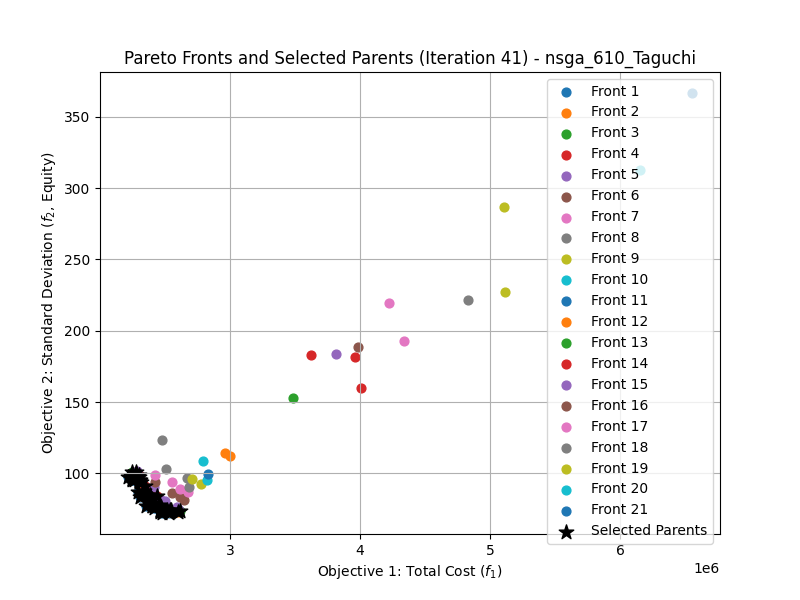 Pareto Fronts and Selected Parents (Iteration 41) - nsga_610_Taguchi
Objective 2: Standard Deviation (f2, Equity)
350
300
250
200
150
100
Front 1
Front 2
Front 3
Front 4
Front 5
Front 6
Front 7
Front 8
Front 9
Front 10
Front 11
Front 12
Front 13
Front 14
Front 15
Front 16
Front 17
Front 18
Front 19
Front 20
Front 21
Selected Parents
3 4 5 6
1e6
Objective 1: Total Cost (f1)